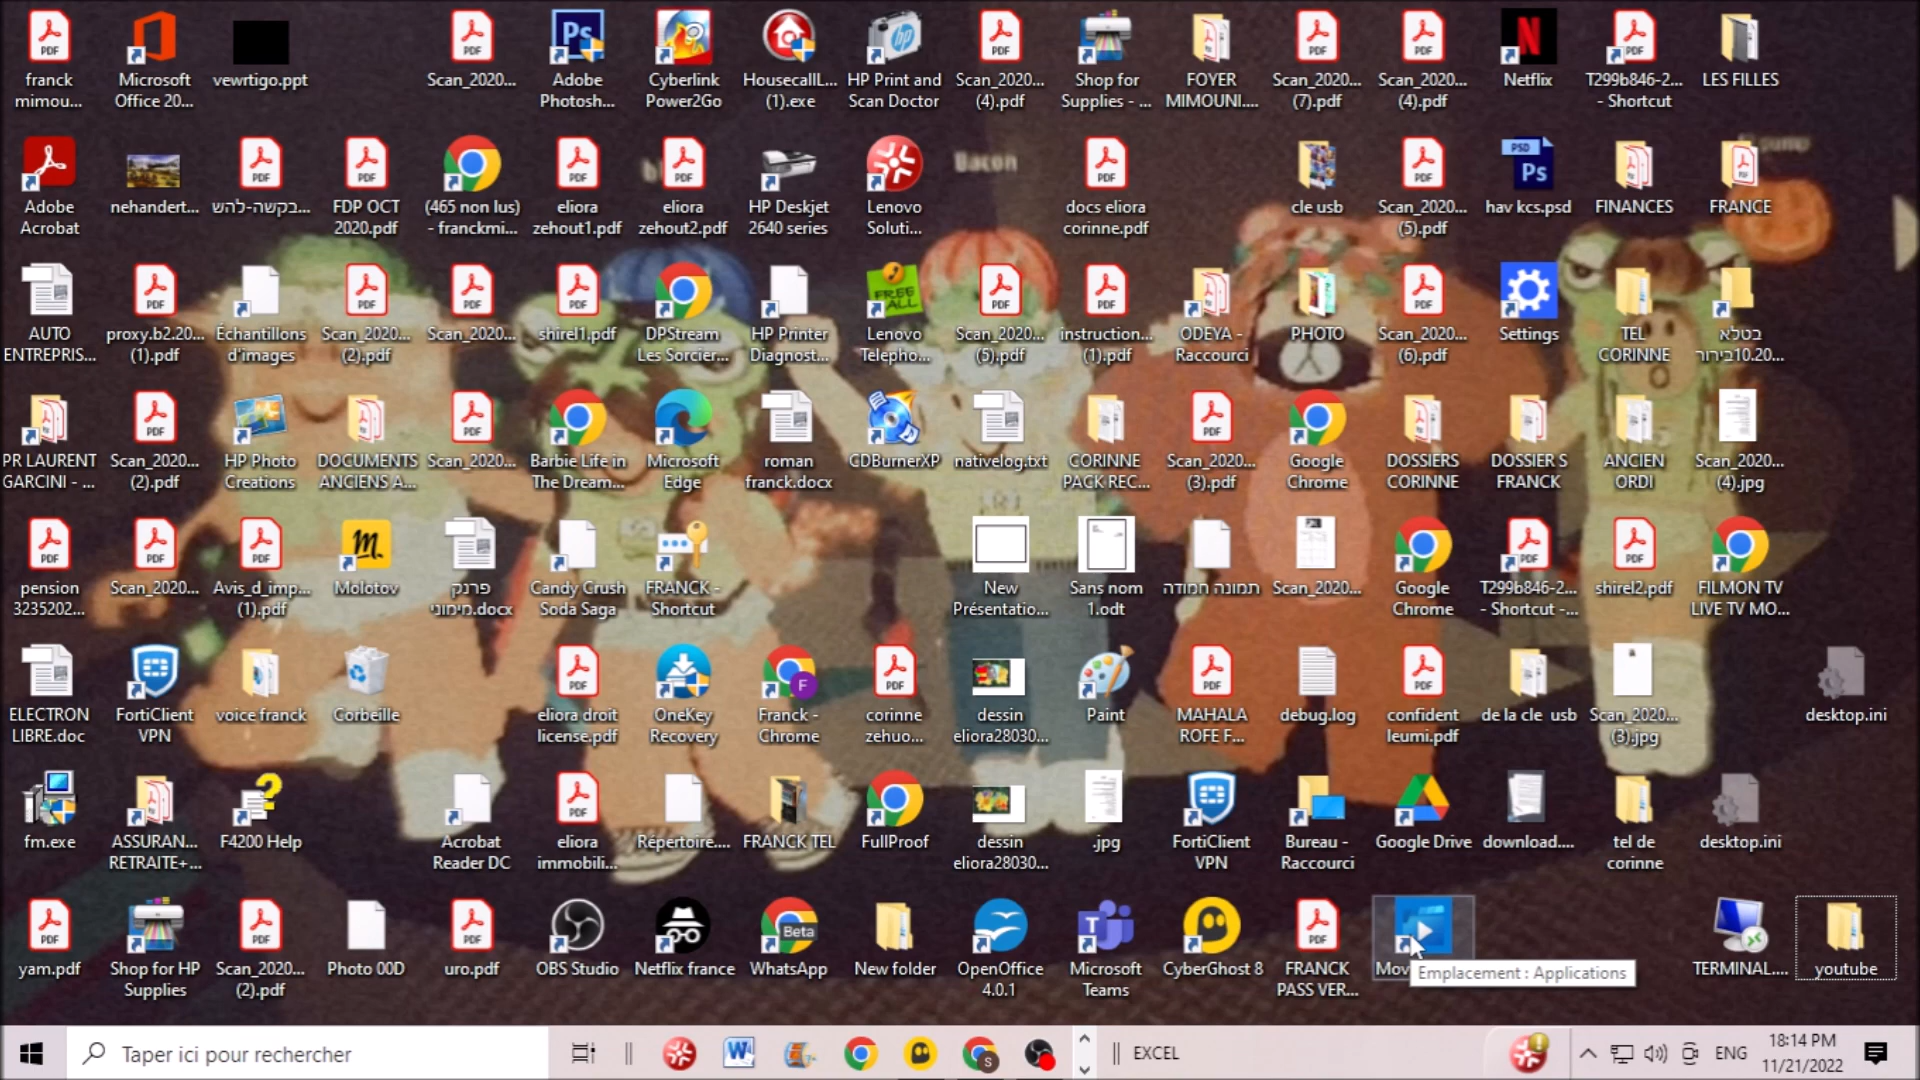 franck
mimou...
Microsoft
Office 20...
vewrtigo.ppt
Scan_2020...
Adobe
Photosh...
Cyberlink
Power2Go
HousecallL...
(1).exe
HP Print and
Scan Doctor
Scan_2020...
(4).pdf
Shop for
Supplies - ...
FOYER
MIMOUNI....
Scan_2020...
(7).pdf
Scan_2020...
(4).pdf
Netflix
T299b846-2...
- Shortcut
LES FILLES
Adobe
Acrobat
nehandert...
בקשה-להש...
FDP OCT
2020.pdf
(465 non lus)
- franckmi...
eliora
zehout1.pdf
eliora
zehout2.pdf
HP Deskjet
2640 series
Lenovo
Soluti...
Bacon
docs eliora
corinne.pdf
cle usb
Scan_2020...
(5).pdf
hav kcs.psd
FINANCES
FRANCE
AUTO
ENTREPRIS...
proxy.b2.20...
(1).pdf
Échantillons
d'images
Scan_2020...
(2).pdf
Scan_2020...
shirel1.pdf
DPStream
Les Sorcier...
HP Printer
Diagnost...
Lenovo
Telepho...
Scan_2020...
(5).pdf
instruction...
(1).pdf
ODEYA -
Raccourci
PHOTO
Scan_2020...
(6).pdf
Settings
TEL
CORINNE
בטלא
בירור10.20...
PR LAURENT
GARCINI - ...
Scan_2020...
(2).pdf
HP Photo
Creations
DOCUMENTS
ANCIENS A...
Scan_2020...
Barbie Life in
The Dream...
Microsoft
Edge
roman
franck.docx
CDBurnerXP
nativelog.txt
CORINNE
PACK REC...
Scan_2020...
(3).pdf
Google
Chrome
DOSSIERS
CORINNE
DOSSIER S
FRANCK
ANCIEN
ORDI
Scan_2020...
(4).jpg
pension
3235202...
Scan_2020...
Avis_d_imp...
(1).pdf
Molotov
פרנק
מימוני.docx
Candy Crush
Soda Saga
FRANCK -
Shortcut
New
Présentatio...
Sans nom
1.odt
תמונה חמודה
Scan_2020...
Google
Chrome
T299b846-2...
- Shortcut -...
shirel2.pdf
FILMON TV
LIVE TV MO...
ELECTRON
LIBRE.doc
FortiClient
VPN
voice franck
Corbeille
eliora droit
license.pdf
OneKey
Recovery
Franck -
Chrome
corinne
zehuo...
dessin
eliora28030...
Paint
MAHALA
ROFE F...
debug.log
confident
leumi.pdf
de la cle usb
Scan_2020...
(3).jpg
desktop.ini
fm.exe
ASSURAN...
RETRAITE+...
F4200 Help
Acrobat
Reader DC
eliora
immobili...
Répertoire....
FRANCK TEL
FullProof
dessin
eliora28030...
.jpg
FortiClient
VPN
Bureau -
Raccourci
Google Drive
download....
tel de
corinne
desktop.ini
yam.pdf
Shop for HP
Supplies
Scan_2020...
(2).pdf
Photo 00D
uro.pdf
OBS Studio
Netflix france
WhatsApp
New folder
OpenOffice
4.0.1
Microsoft
Teams
CyberGhost 8
FRANCK
PASS VER...
Mov
Emplacement : Applications
TERMINAL....
youtube
Taper ici pour rechercher
EXCEL
ENG
18:14 PM
11/21/2022